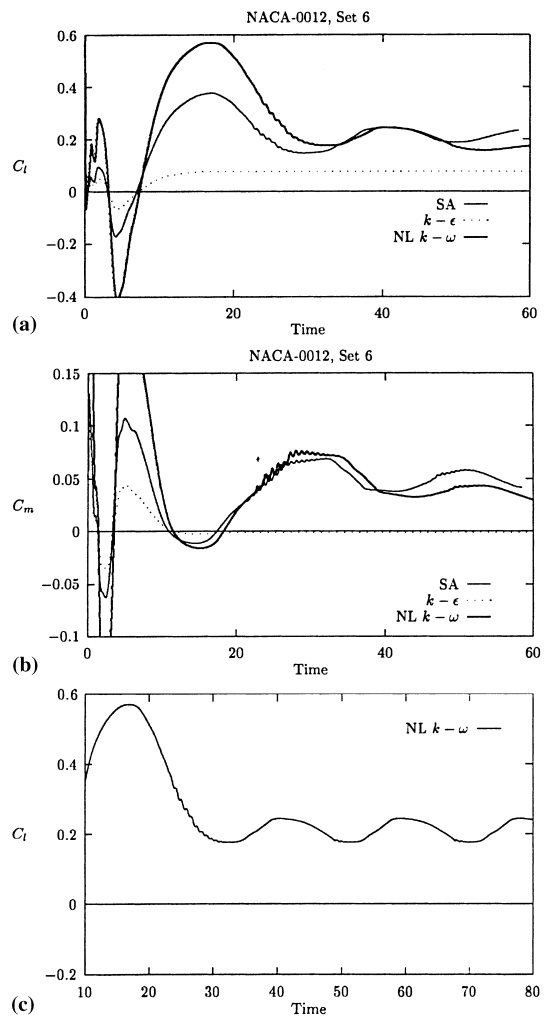 NACA-0012, Set 6
0.6
0.4
0.2
C_l
0
−0.2
−0.4
SA
k − ϵ
NL k − ω
0 20 40 60
Time
(a)
NACA-0012, Set 6
0.15
0.1
0.05
C_m
0
−0.05
−0.1
SA
k − ϵ
NL k − ω
0 20 40 60
Time
(b)
0.6
0.4
0.2
C_l
0
−0.2
NL k − ω
10 20 30 40 50 60 70 80
Time
(c)